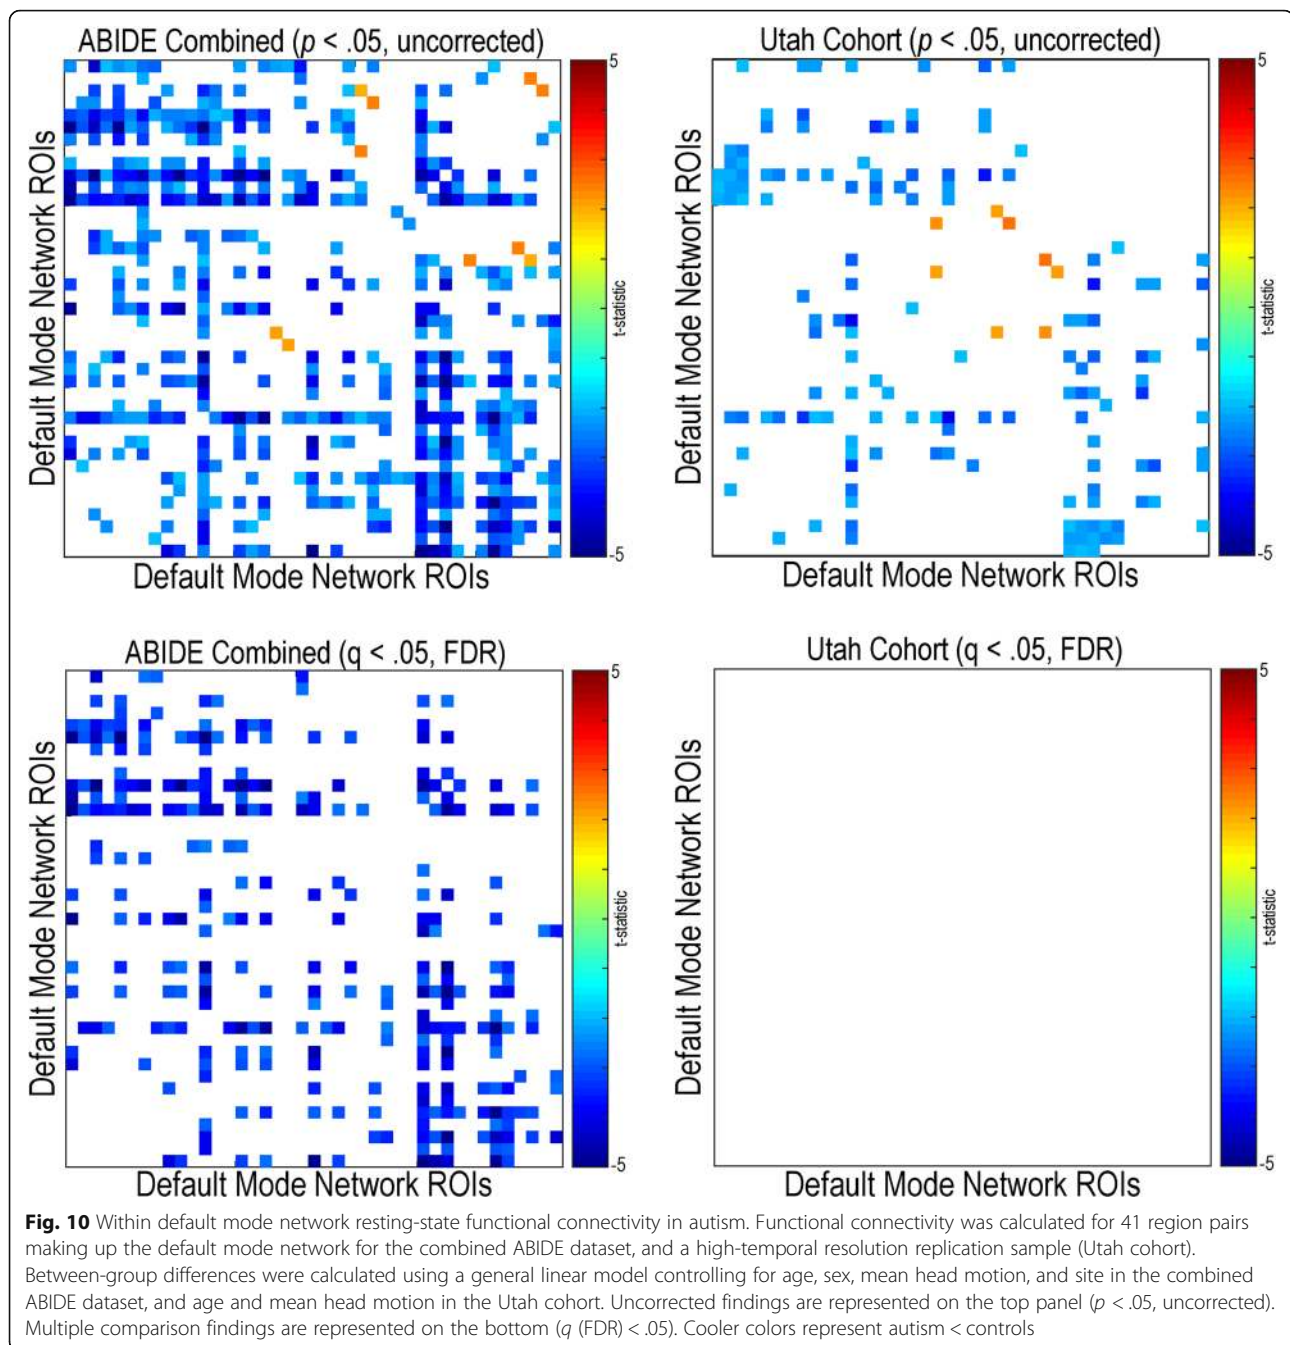 ABIDE Combined (p < .05, uncorrected)
Utah Cohort (p < .05, uncorrected)
5
5
Default Mode Network ROIs
t-statistic
Default Mode Network ROIs
t-statistic
-5
-5
Default Mode Network ROIs
Default Mode Network ROIs
ABIDE Combined (q < .05, FDR)
Utah Cohort (q < .05, FDR)
5
5
Default Mode Network ROIs
t-statistic
Default Mode Network ROIs
t-statistic
-5
-5
Default Mode Network ROIs
Default Mode Network ROIs
Fig. 10 Within default mode network resting-state functional connectivity in autism. Functional connectivity was calculated for 41 region pairs
making up the default mode network for the combined ABIDE dataset, and a high-temporal resolution replication sample (Utah cohort).
Between-group differences were calculated using a general linear model controlling for age, sex, mean head motion, and site in the combined
ABIDE dataset, and age and mean head motion in the Utah cohort. Uncorrected findings are represented on the top panel (p < .05, uncorrected).
Multiple comparison findings are represented on the bottom (q (FDR) < .05). Cooler colors represent autism < controls